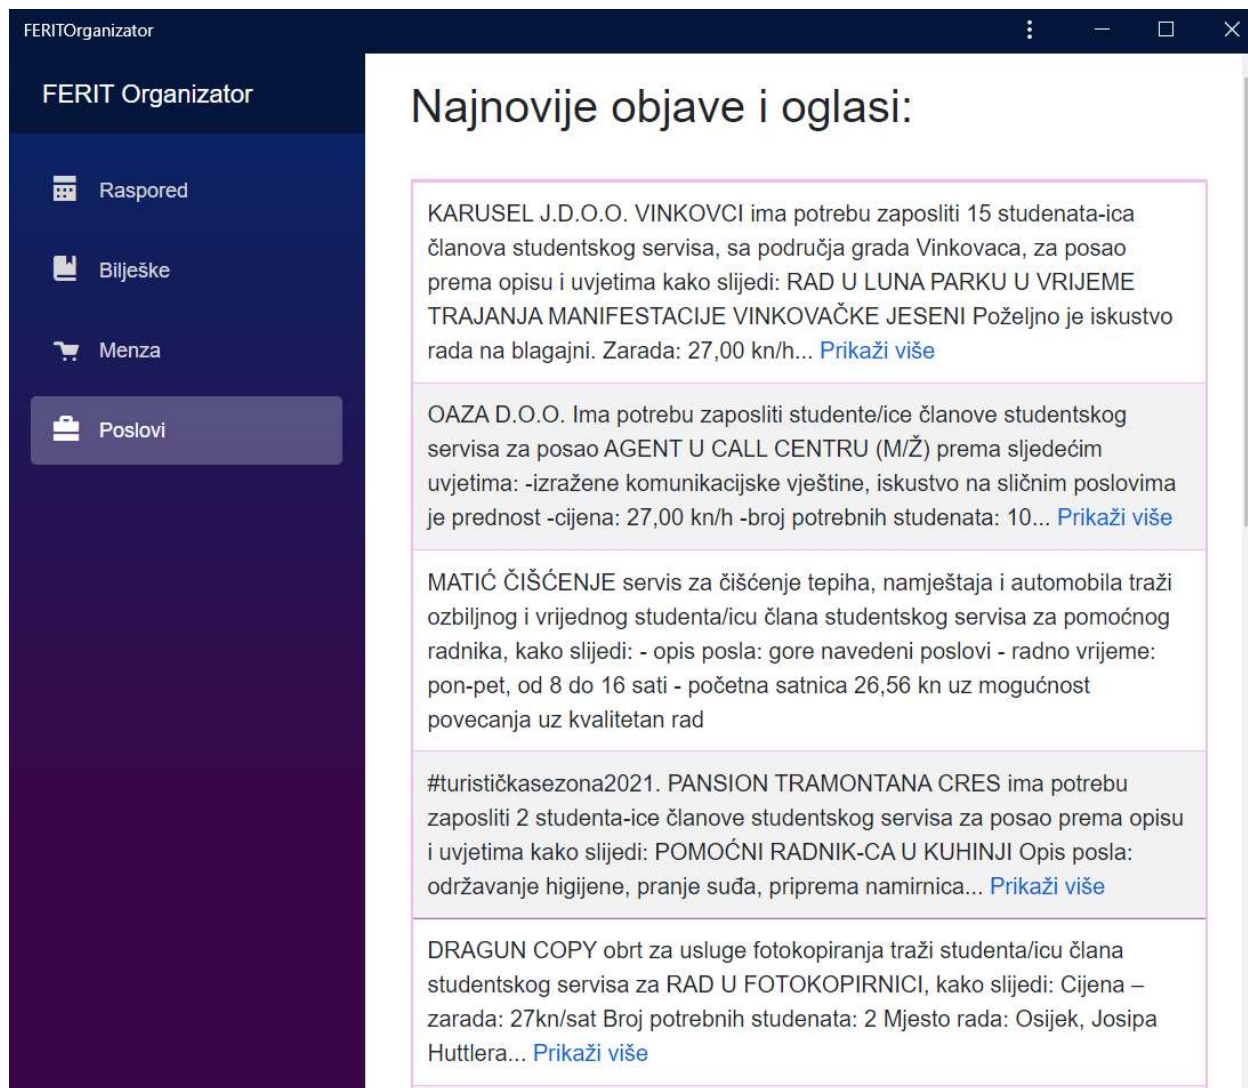 FERITOrganizator
FERIT Organizator
Raspored
Bilješke
Menza
Poslovi
Najnovije objave i oglasi:
KARUSEL J.D.O.O. VINKOVCI ima potrebu zaposliti 15 studenata-ica
članova studentskog servisa, sa područja grada Vinkovaca, za posao
prema opisu i uvjetima kako slijedi: RAD U LUNA PARKU U VRIJEME
TRAJANJA MANIFESTACIJE VINKOVAČKE JESENI Poželjno je iskustvo
rada na blagajni. Zarada: 27,00 kn/h... Prikaži više
OAZA D.O.O. Ima potrebu zaposliti studente/ice članove studentskog
servisa za posao AGENT U CALL CENTRU (M/Ž) prema sljedećim
uvjetima: -izražene komunikacijske vještine, iskustvo na sličnim poslovima
je prednost -cijena: 27,00 kn/h -broj potrebnih studenata: 10... Prikaži više
MATIĆ ČIŠĆENJE servis za čišćenje tepiha, namještaja i automobila traži
ozbiljnog i vrijednog studenta/icu člana studentskog servisa za pomoćnog
radnika, kako slijedi: - opis posla: gore navedeni poslovi - radno vrijeme:
pon-pet, od 8 do 16 sati - početna satnica 26,56 kn uz mogućnost
povecanja uz kvalitetan rad
#turističkasezona2021. PANSION TRAMONTANA CRES ima potrebu
zaposliti 2 studenta-ice članove studentskog servisa za posao prema opisu
i uvjetima kako slijedi: POMOĆNI RADNIK-CA U KUHINJI Opis posla:
održavanje higijene, pranje suđa, priprema namirnica... Prikaži više
DRAGUN COPY obrt za usluge fotokopiranja traži studenta/icu člana
studentskog servisa za RAD U FOTOKOPIRNICI, kako slijedi: Cijena –
zarada: 27kn/sat Broj potrebnih studenata: 2 Mjesto rada: Osijek, Josipa
Huttlera... Prikaži više